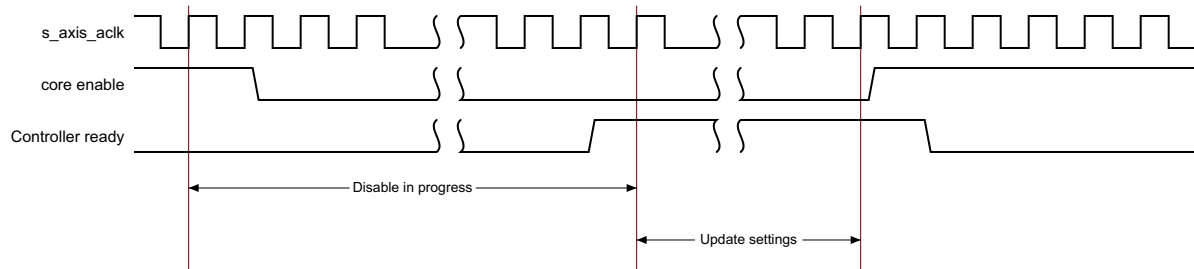 s_axis_aclk
core enable
Controller ready
Disable in progress
Update settings